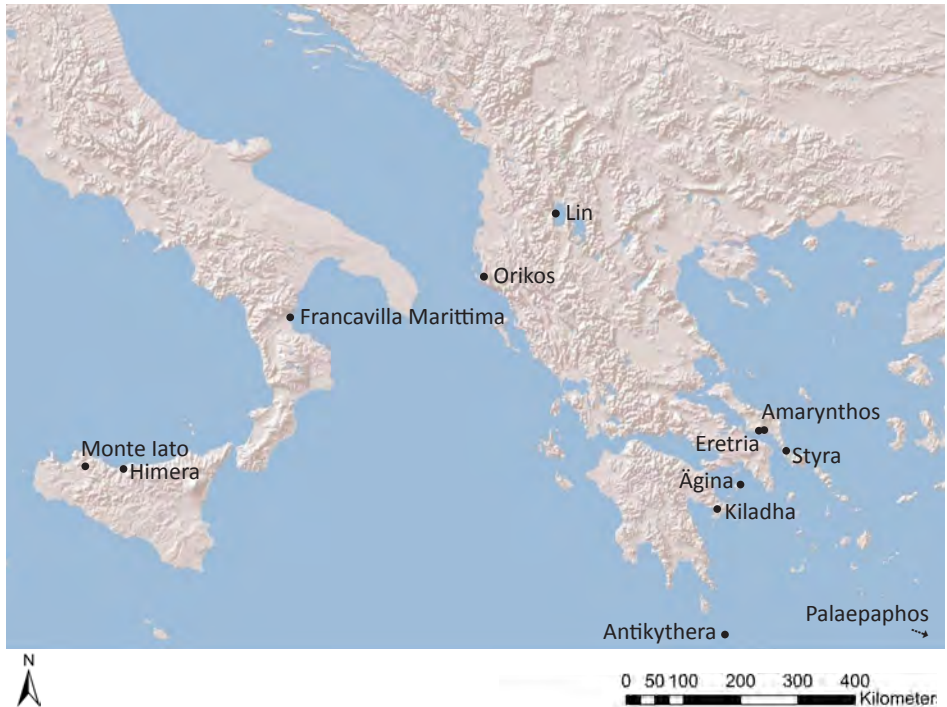 Lin
Orikos
Francavilla Marittima
Amarynthos
Eretria
Monte Iato
Styra
Himera
Ägina
Kiladha
Palaepaphos
Antikythera
N
0 50 100 200 300 400
Kilometers